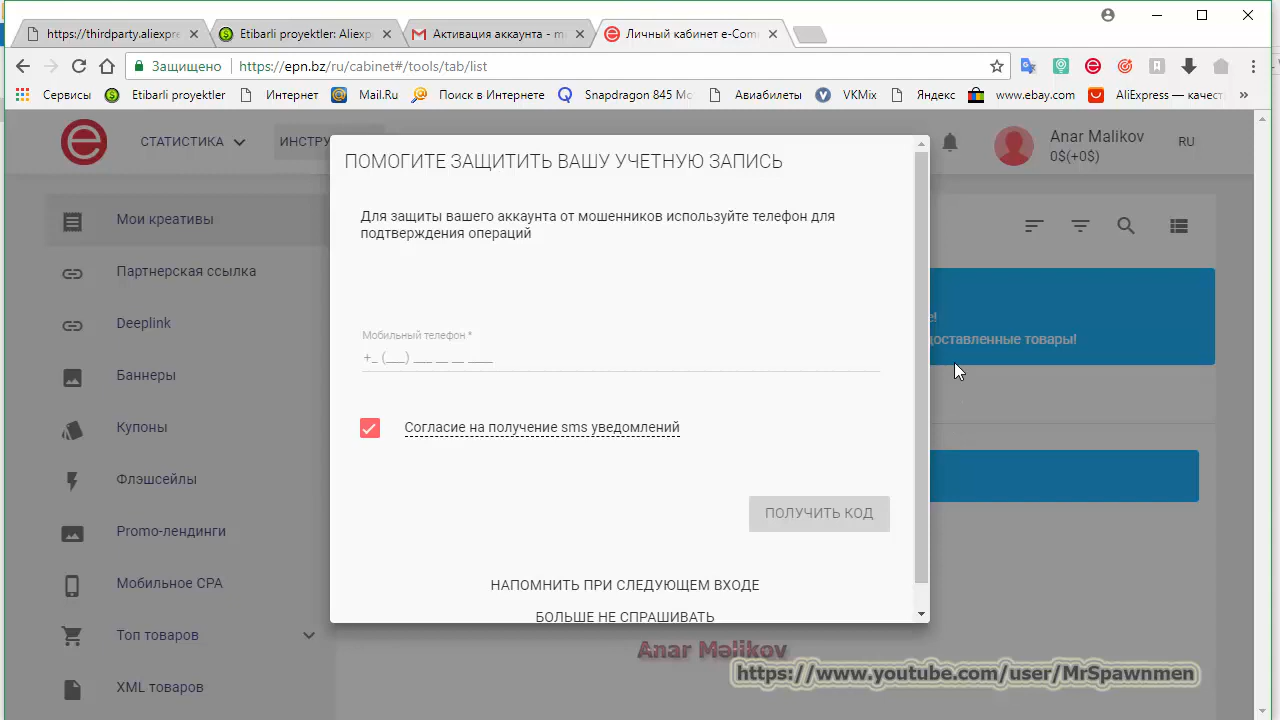 https://thirdparty.aliexpre
Etibarli proyektler: Aliexp
Активация аккаунта - m
Личный кабинет e-Com
Защищено
https://epn.bz/ru/cabinet#/tools/tab/list
Сервисы
Etibarli proyektler
Интернет
Mail.Ru
Поиск в Интернете
Snapdragon 845 Mo
Авиабилеты
VKMix
Яндекс
www.ebay.com
AliExpress — качест
»
СТАТИСТИКА
ИНСТРУ
Anar Malikov
0$(+0$)
RU
ПОМОГИТЕ ЗАЩИТИТЬ ВАШУ УЧЕТНУЮ ЗАПИСЬ
Для защиты вашего аккаунта от мошенников используйте телефон для
подтверждения операций
Мобильный телефон *
+_ (___) ___ __ __ ____
Согласие на получение sms уведомлений
ПОЛУЧИТЬ КОД
НАПОМНИТЬ ПРИ СЛЕДУЮЩЕМ ВХОДЕ
БОЛЬШЕ НЕ СПРАШИВАТЬ
Мои креативы
Партнерская ссылка
Deeplink
Баннеры
Купоны
Флэшсейлы
Promo-лендинги
Мобильное CPA
Топ товаров
XML товаров
е!
доставленные товары!
Anar Məlikov
https://www.youtube.com/user/MrSpawnmen